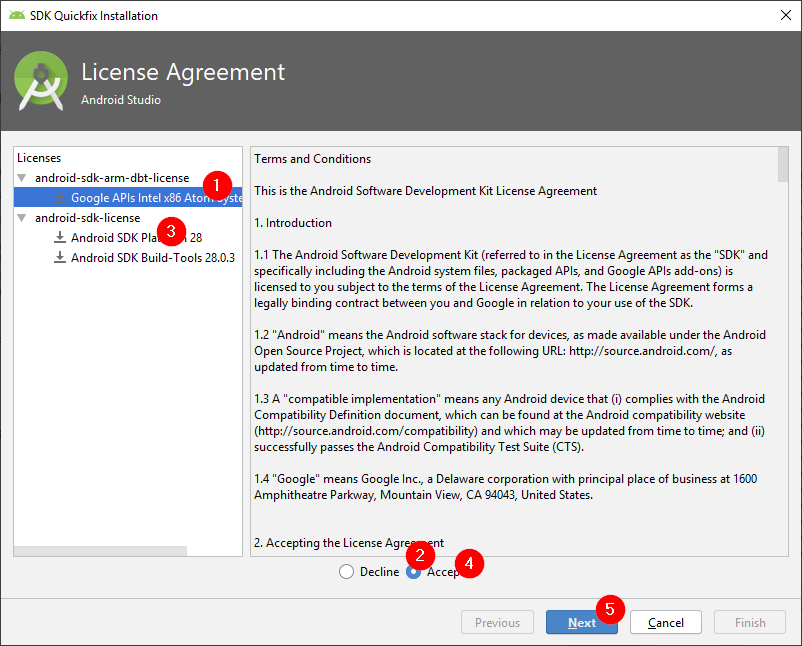 SDK Quickfix Installation
License Agreement
Android Studio
Licenses
android-sdk-arm-dbt-license
1
Google APIs Intel x86 Atom Syste
android-sdk-license
3
Android SDK 28
Android SDK Build-Tools 28.0.3
Terms and Conditions
This is the Android Software Development Kit License Agreement
1. Introduction
1.1 The Android Software Development Kit (referred to in the License Agreement as the "SDK" and
specifically including the Android system files, packaged APIs, and Google APIs add-ons) is
licensed to you subject to the terms of the License Agreement. The License Agreement forms a
legally binding contract between you and Google in relation to your use of the SDK.
1.2 "Android" means the Android software stack for devices, as made available under the Android
Open Source Project, which is located at the following URL: http://source.android.com/, as
updated from time to time.
1.3 A "compatible implementation" means any Android device that (i) complies with the Android
Compatibility Definition document, which can be found at the Android compatibility website
(http://source.android.com/compatibility) and which may be updated from time to time; and (ii)
successfully passes the Android Compatibility Test Suite (CTS).
1.4 "Google" means Google Inc., a Delaware corporation with principal place of business at 1600
Amphitheatre Parkway, Mountain View, CA 94043, United States.
2. Accepting the License Agreement
2
4
Decline
Accept
5
Previous
Next
Cancel
Finish